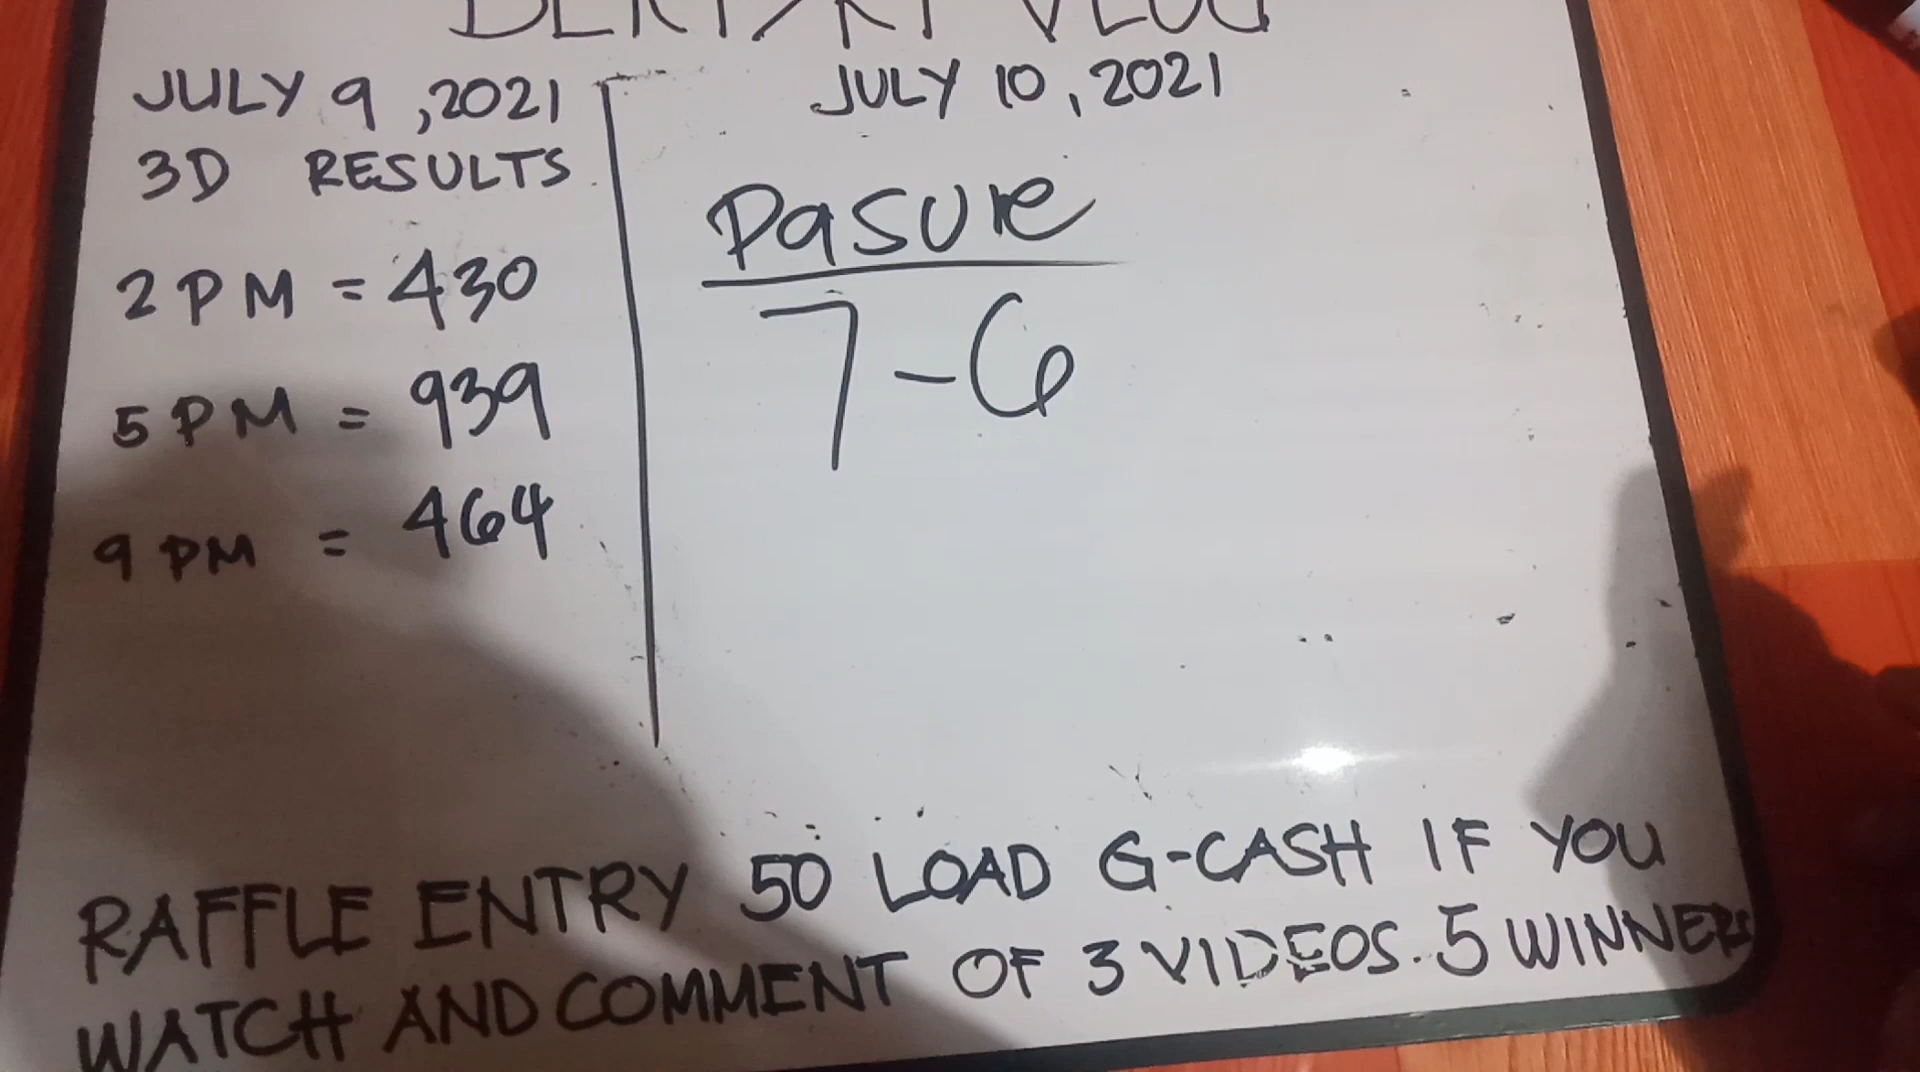 VLOG
JULY 9, 2021
3D RESULTS
2 PM = 430
5 PM = 939
9 PM = 464
JULY 10, 2021
Pasure
7-6
RAFFLE ENTRY 50 LOAD G-CASH IF YOU
WATCH AND COMMENT OF 3 VIDEOS. 5 WINNERS